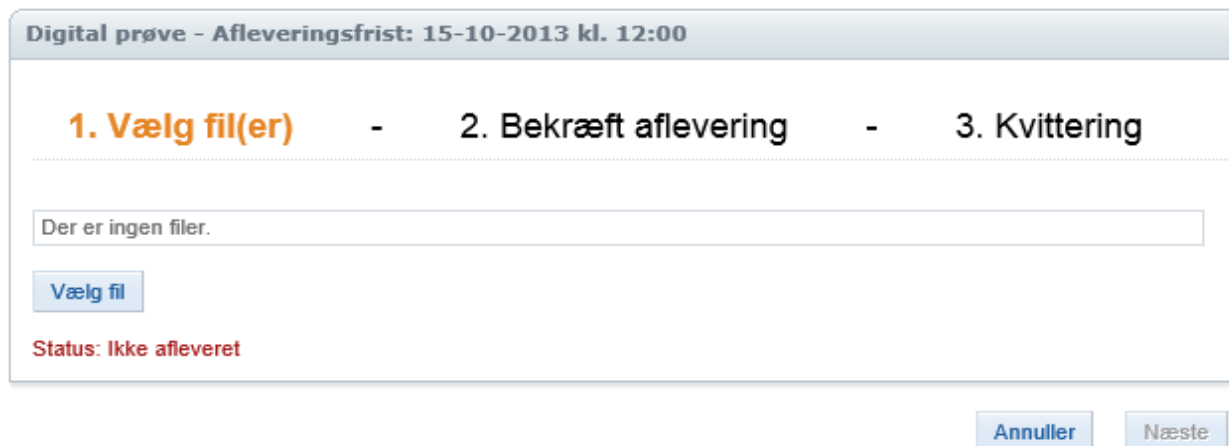 Digital prøve - Afleveringsfrist: 15-10-2013 kl. 12:00
1. Vælg fil(er) - 2. Bekræft aflevering - 3. Kvittering
Der er ingen filer.
Vælg fil
Status: Ikke afleveret
Annuller Næste